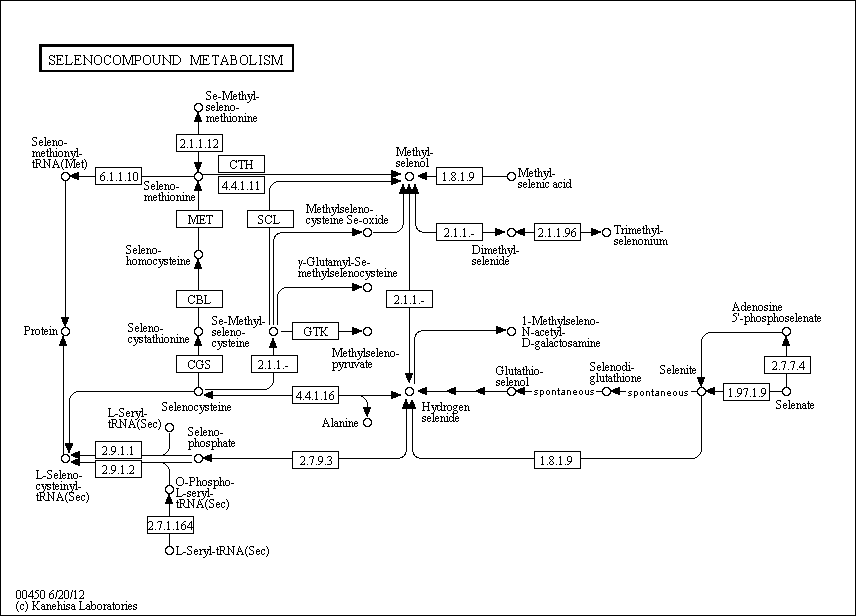 SELENOCOMPOUND METABOLISM
Se-Methyl-
seleno-
methionine
2.1.1.12
Seleno-
methionyl-
tRNA(Met)
6.1.1.10
Seleno-
methionine
CTH
4.4.1.11
Methyl-
selenol
1.8.1.9
Methyl-
selenic acid
MET
SCL
Methylseleno-
cysteine Se-oxide
2.1.1.-
Dimethyl-
selenide
2.1.1.96
Trimethyl-
selenonium
Seleno-
homocysteine
γ-Glutamyl-Se-
methylselenocysteine
CBL
2.1.1.-
Protein
Seleno-
cystathionine
Se-Methyl-
seleno-
cysteine
GTK
Methylseleno-
pyruvate
1-Methylseleno-
N-acetyl-
D-galactosamine
Adenosine
5'-phosphoselenate
CGS
2.1.1.-
Glutathio-
selenol
Selenodi-
glutathione
Selenite
2.7.7.4
4.4.1.16
spontaneous
spontaneous
1.97.1.9
Selenate
Selenocysteine
Alanine
Hydrogen
selenide
L-Seryl-
tRNA(Sec)
Seleno-
phosphate
2.9.1.1
2.9.1.2
2.7.9.3
1.8.1.9
L-Seleno-
cysteinyl-
tRNA(Sec)
O-Phospho-
L-seryl-
tRNA(Sec)
2.7.1.164
L-Seryl-tRNA(Sec)
00450 6/20/12
(c) Kanehisa Laboratories